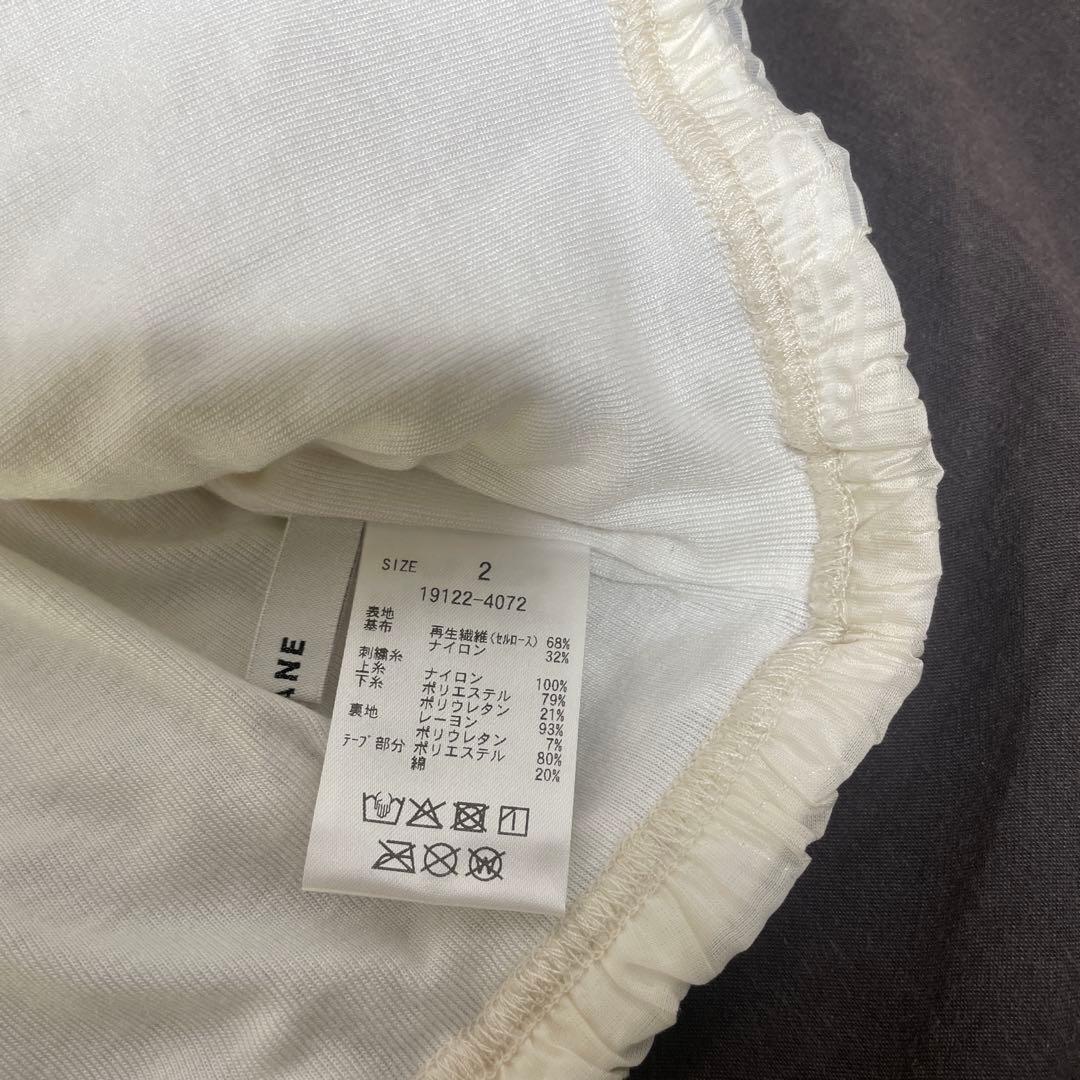 SIZE 2
19122-4072
表地
基布 再生繊維(セルロース) 68%
ナイロン 32%
刺繍糸
上糸 ナイロン 100%
下糸 ポリエステル 79%
ポリウレタン 21%
裏地 レーヨン 93%
ポリウレタン 7%
テープ部分 ポリエステル 80%
綿 20%
ANE